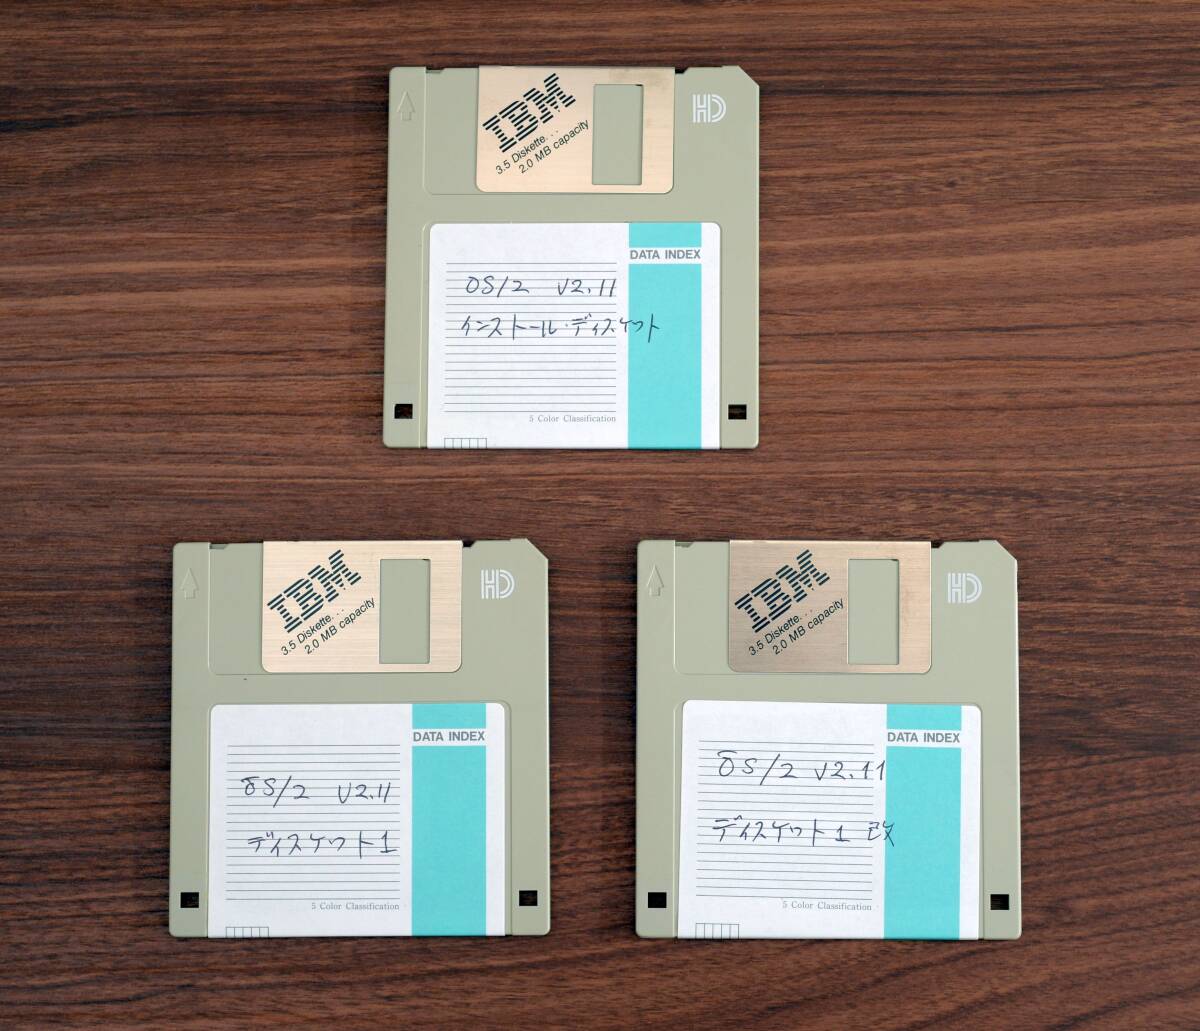 IBM
3.5 Diskette...
2.0 MB capacity
HD
DATA INDEX
OS/2 V2.11
インストール・ディスケット
5 Color Classification
IBM
3.5 Diskette...
2.0 MB capacity
HD
DATA INDEX
OS/2 V2.11
ディスケット1
5 Color Classification
IBM
3.5 Diskette...
2.0 MB capacity
HD
DATA INDEX
OS/2 V2.11
ディスケット1 改
5 Color Classification